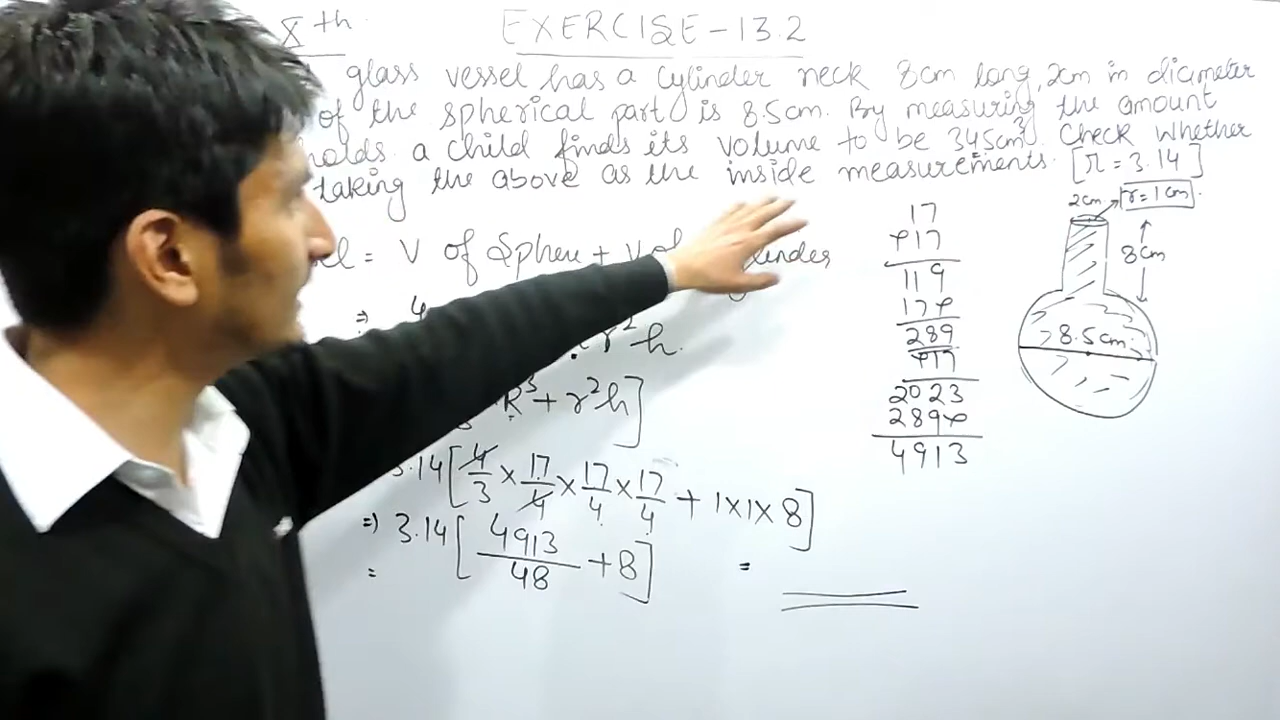 Xth
EXERCISE-13.2
glass vessel has a cylinder neck 8cm long, 2cm in diameter
of the spherical part is 8.5cm. By measuring the amount
holds. a child finds its volume to be 345cm³. Check whether
taking the above as the inside measurements. [π = 3.14]
= V of Sphere + V of
⇒ 4
r²h.
R³ + r²h]
3.14[4/3 × 17/4 × 17/4 × 17/4 + 1×1×8]
⇒ 3.14[4913/48 + 8] =
=
17
×17
119
17×
289
×17
2023
289×
4913
2cm
r=1cm
8cm
8.5cm